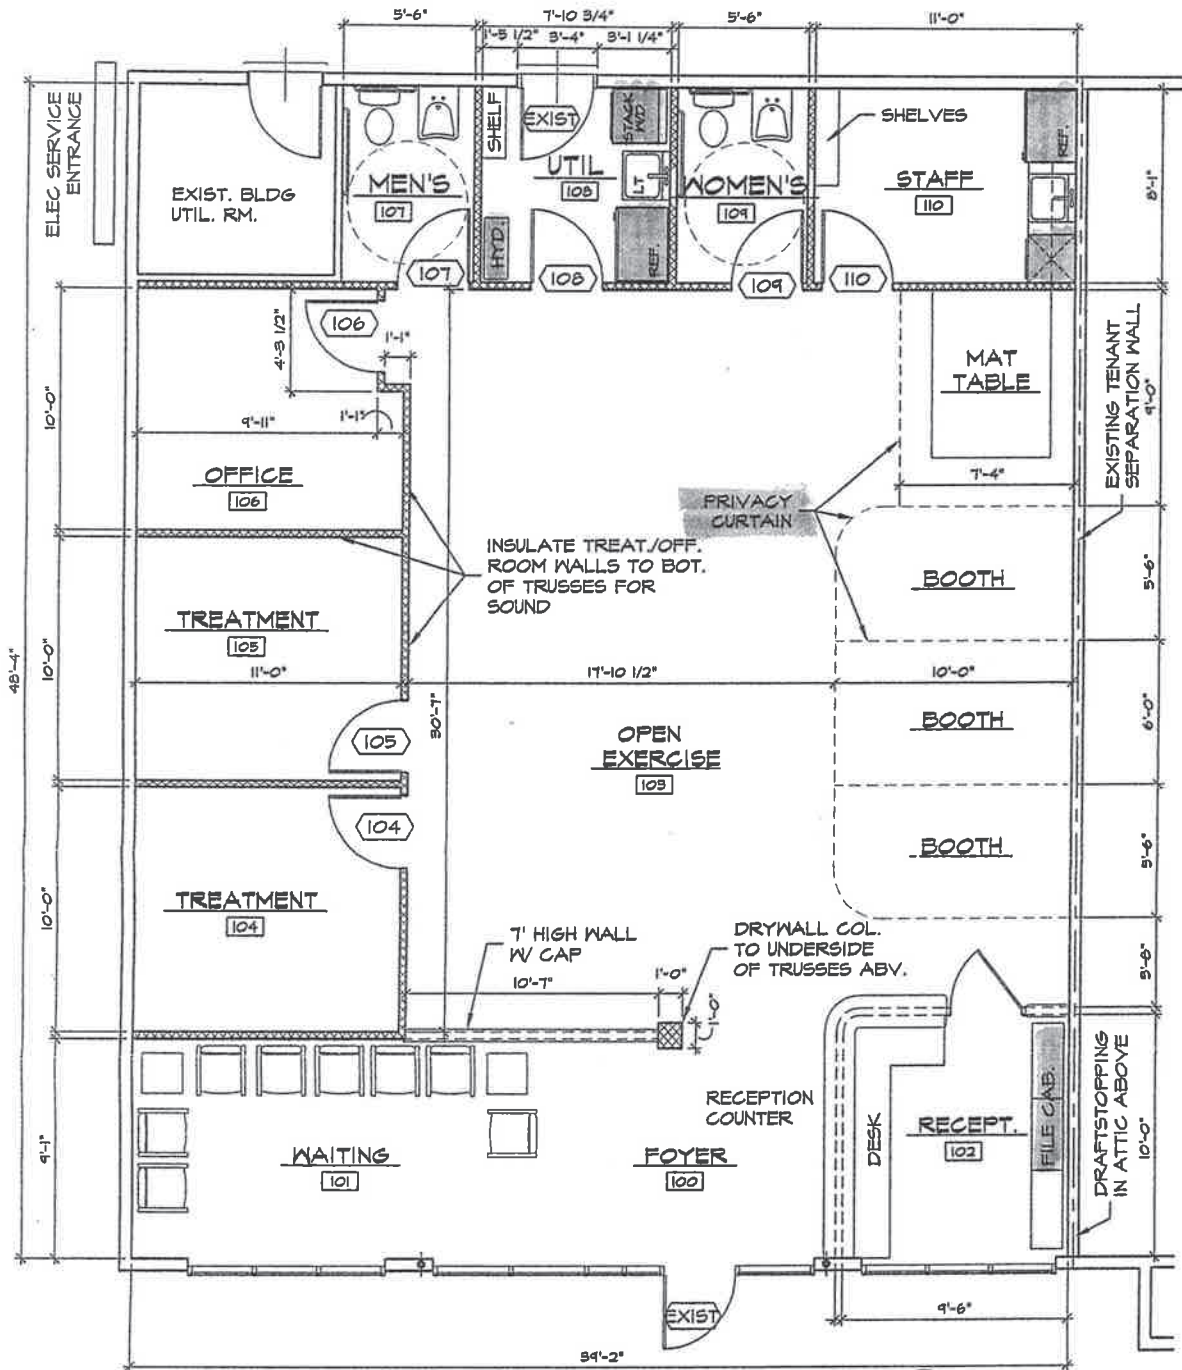 5'-6"
7'-10 3/4"
5'-6"
11'-0"
1'-5 1/2"
3'-4"
3'-1 1/4"
ELEC SERVICE
ENTRANCE
EXIST. BLDG
UTIL. RM.
MEN'S
107
SHELF
EXIST
STACK
W/D
UTIL
108
LT
HYD.
REF.
WOMEN'S
109
SHELVES
STAFF
110
REF.
8'-1"
107
108
109
110
106
4'-3 1/2"
1'-1"
1'-1"
9'-11"
10'-0"
OFFICE
106
MAT
TABLE
7'-4"
9'-0"
EXISTING TENANT
SEPARATION WALL
PRIVACY
CURTAIN
INSULATE TREAT./OFF.
ROOM WALLS TO BOT.
OF TRUSSES FOR
SOUND
BOOTH
5'-6"
TREATMENT
105
10'-0"
48'-4"
11'-0"
17'-10 1/2"
10'-0"
30'-7"
105
OPEN
EXERCISE
103
BOOTH
6'-0"
104
BOOTH
5'-6"
TREATMENT
104
10'-0"
7' HIGH WALL
W/ CAP
10'-7"
DRYWALL COL.
TO UNDERSIDE
OF TRUSSES ABV.
1'-0"
1'-0"
3'-8"
RECEPTION
COUNTER
DESK
RECEPT.
102
FILE CAB.
DRAFTSTOPPING
IN ATTIC ABOVE
10'-0"
9'-1"
WAITING
101
FOYER
100
EXIST
9'-6"
39'-2"